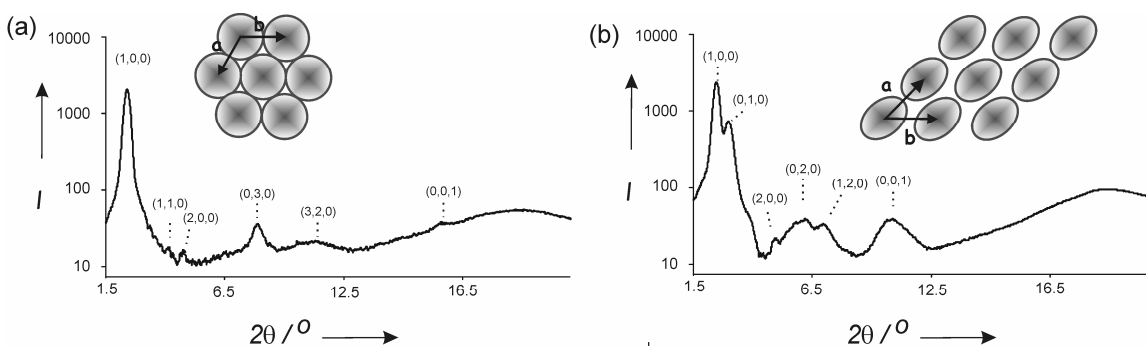 (a)
10000
1000
100
10
I
(1,0,0)
(1,1,0)
(2,0,0)
(0,3,0)
(3,2,0)
(0,0,1)
a
b
1.5
6.5
12.5
16.5
2θ /O
(b)
10000
1000
100
10
I
(1,0,0)
(0,1,0)
(2,0,0)
(0,2,0)
(1,2,0)
(0,0,1)
a
b
1.5
6.5
12.5
16.5
2θ /O